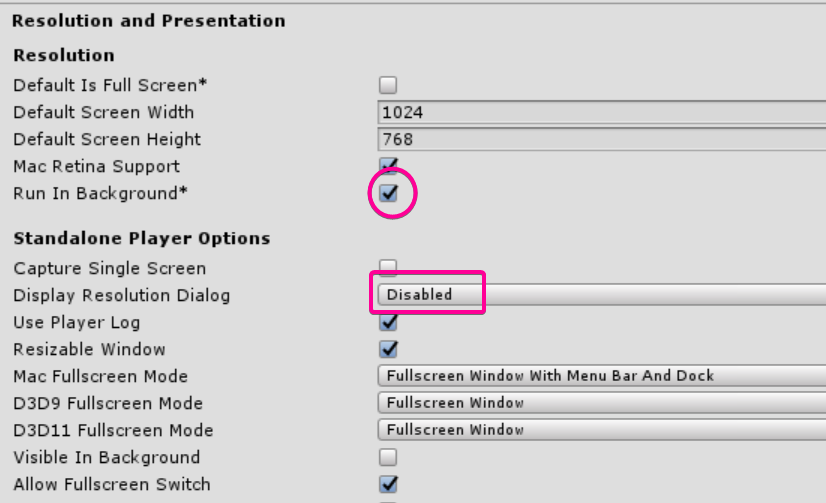 Resolution and Presentation
Resolution
Default Is Full Screen*
Default Screen Width 1024
Default Screen Height 768
Mac Retina Support
Run In Background*
Standalone Player Options
Capture Single Screen
Display Resolution Dialog Disabled
Use Player Log
Resizable Window
Mac Fullscreen Mode Fullscreen Window With Menu Bar And Dock
D3D9 Fullscreen Mode Fullscreen Window
D3D11 Fullscreen Mode Fullscreen Window
Visible In Background
Allow Fullscreen Switch